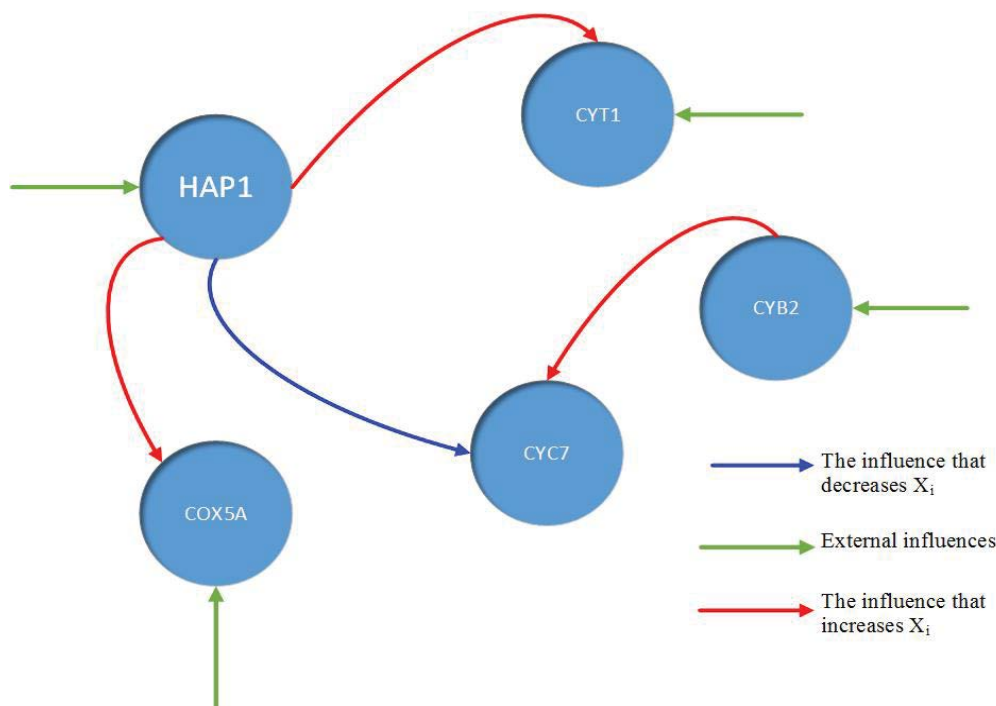 CYT1
HAP1
CYB2
CYC7
COX5A
The influence that
decreases Xi
External influences
The influence that
increases Xi